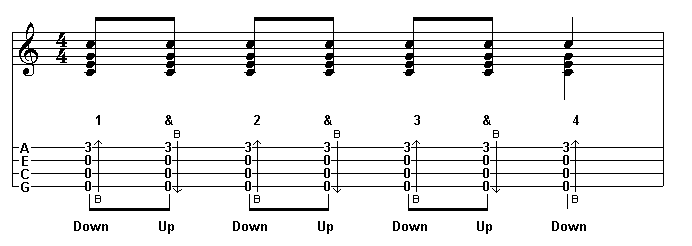 4
4
1 & 2 & 3 & 4
B B B
A 3 3 3 3 3 3 3
E 0 0 0 0 0 0 0
C 0 0 0 0 0 0 0
G 0 0 0 0 0 0 0
B B B B
Down Up Down Up Down Up Down